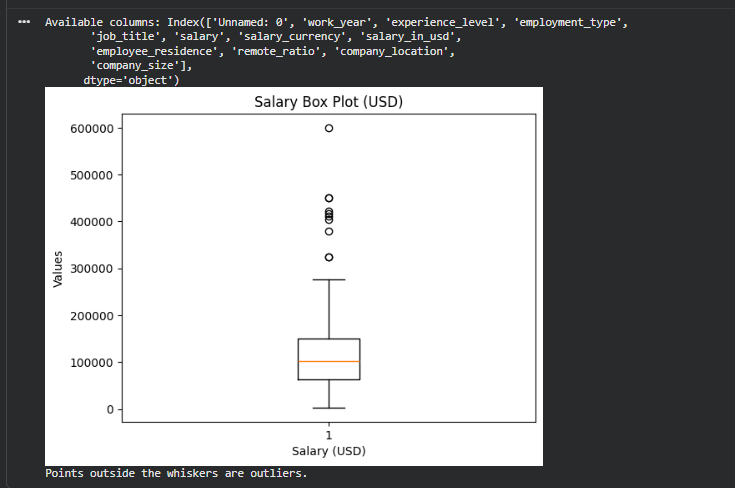 ••• Available columns: Index(['Unnamed: 0', 'work_year', 'experience_level', 'employment_type',
'job_title', 'salary', 'salary_currency', 'salary_in_usd',
'employee_residence', 'remote_ratio', 'company_location',
'company_size'],
dtype='object')
Salary Box Plot (USD)
600000
500000
400000
300000
200000
100000
0
Values
1
Salary (USD)
Points outside the whiskers are outliers.